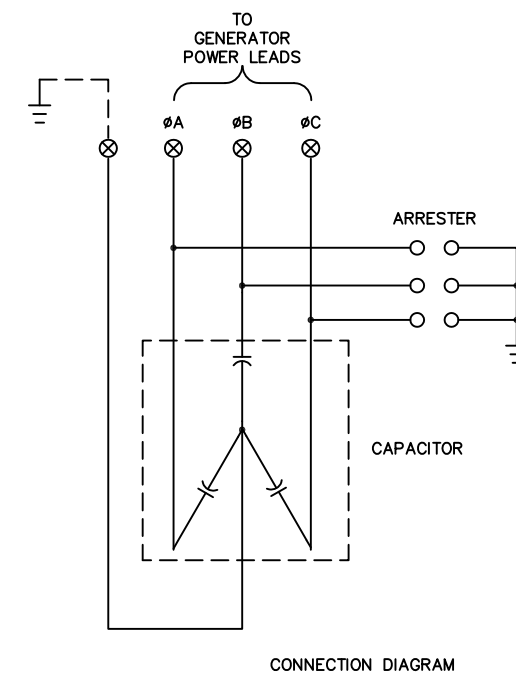 TO
GENERATOR
POWER LEADS
øA øB øC
ARRESTER
CAPACITOR
CONNECTION DIAGRAM